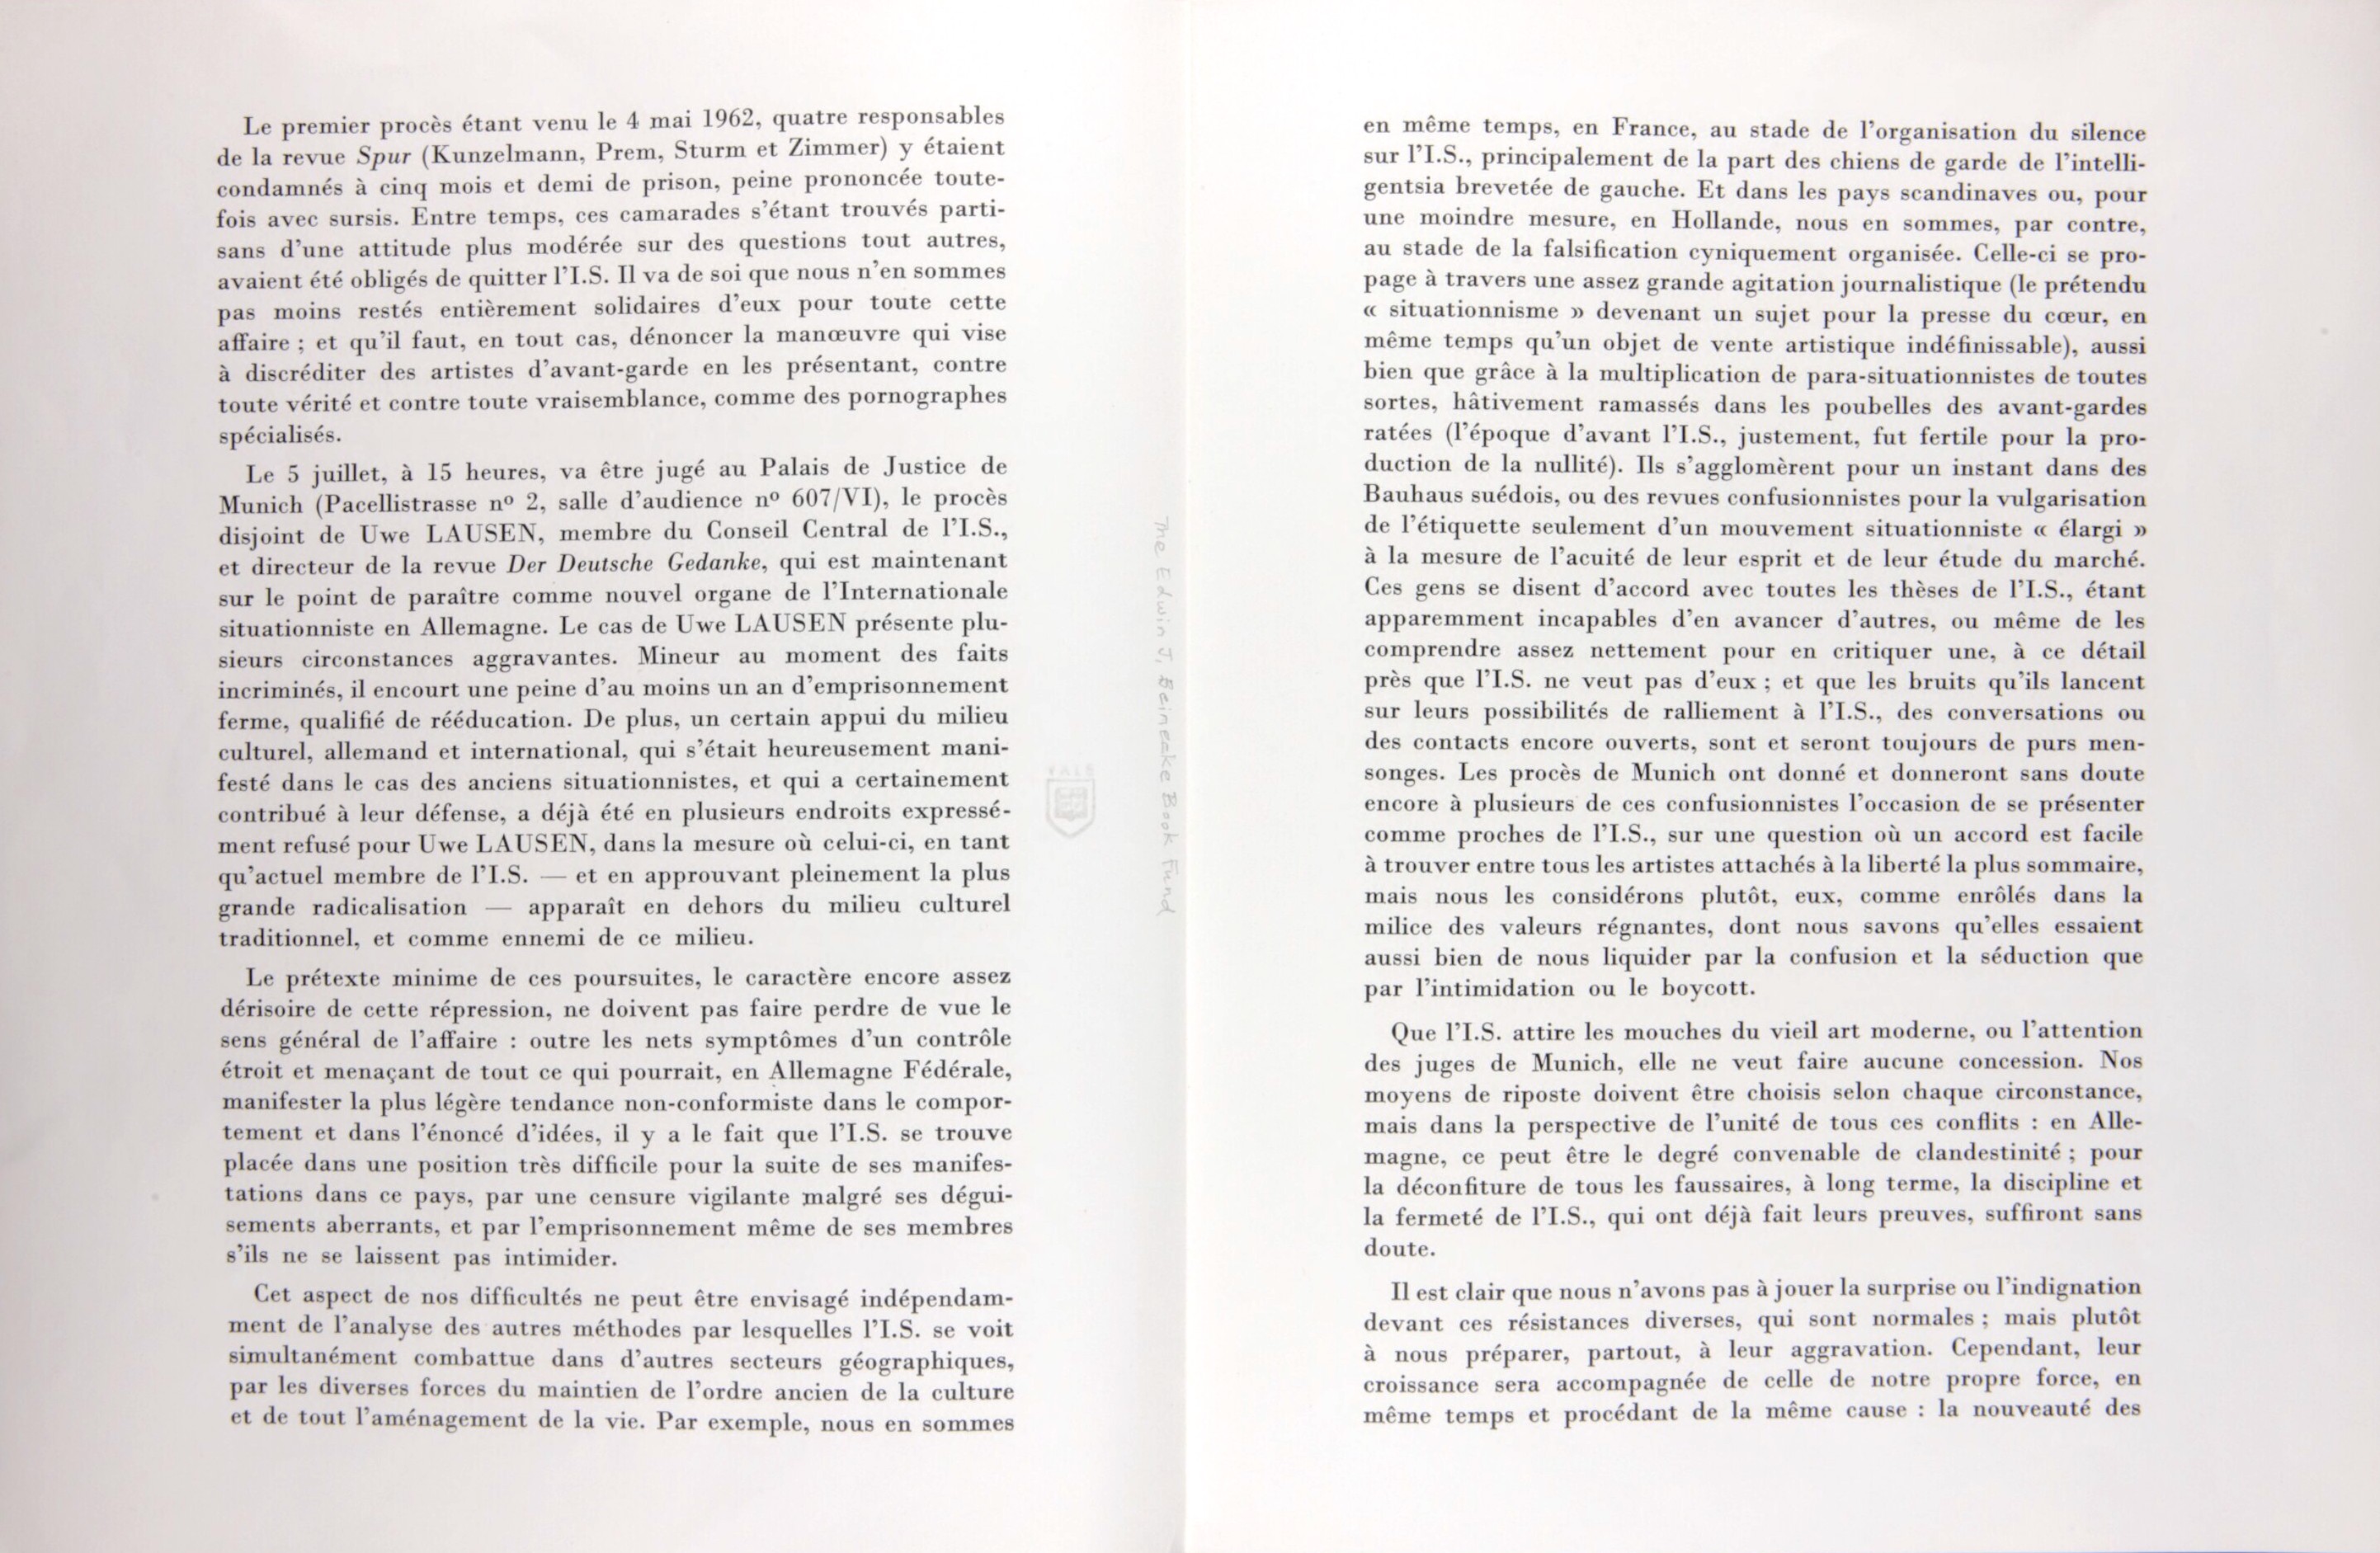 Le premier procès étant venu le 4 mai 1962, quatre responsables
de la revue Spur (Kunzelmann, Prem, Sturm et Zimmer) y étaient
condamnés à cinq mois et demi de prison, peine prononcée toute-
fois avec sursis. Entre temps, ces camarades s'étant trouvés parti-
sans d'une attitude plus modérée sur des questions tout autres,
avaient été obligés de quitter l'I.S. Il va de soi que nous n'en sommes
pas moins restés entièrement solidaires d'eux pour toute cette
affaire ; et qu'il faut, en tout cas, dénoncer la manœuvre qui vise
à discréditer des artistes d'avant-garde en les présentant, contre
toute vérité et contre toute vraisemblance, comme des pornographes
spécialisés.
Le 5 juillet, à 15 heures, va être jugé au Palais de Justice de
Munich (Pacellistrasse nº 2, salle d'audience nº 607/VI), le procès
disjoint de Uwe LAUSEN, membre du Conseil Central de l'I.S.,
et directeur de la revue Der Deutsche Gedanke, qui est maintenant
sur le point de paraître comme nouvel organe de l'Internationale
situationniste en Allemagne. Le cas de Uwe LAUSEN présente plu-
sieurs circonstances aggravantes. Mineur au moment des faits
incriminés, il encourt une peine d'au moins un an d'emprisonnement
ferme, qualifié de rééducation. De plus, un certain appui du milieu
culturel, allemand et international, qui s'était heureusement mani-
festé dans le cas des anciens situationnistes, et qui a certainement
contribué à leur défense, a déjà été en plusieurs endroits expressé-
ment refusé pour Uwe LAUSEN, dans la mesure où celui-ci, en tant
qu'actuel membre de l'I.S. — et en approuvant pleinement la plus
grande radicalisation — apparaît en dehors du milieu culturel
traditionnel, et comme ennemi de ce milieu.
Le prétexte minime de ces poursuites, le caractère encore assez
dérisoire de cette répression, ne doivent pas faire perdre de vue le
sens général de l'affaire : outre les nets symptômes d'un contrôle
étroit et menaçant de tout ce qui pourrait, en Allemagne Fédérale,
manifester la plus légère tendance non-conformiste dans le compor-
tement et dans l'énoncé d'idées, il y a le fait que l'I.S. se trouve
placée dans une position très difficile pour la suite de ses manifes-
tations dans ce pays, par une censure vigilante malgré ses dégui-
sements aberrants, et par l'emprisonnement même de ses membres
s'ils ne se laissent pas intimider.
Cet aspect de nos difficultés ne peut être envisagé indépendam-
ment de l'analyse des autres méthodes par lesquelles l'I.S. se voit
simultanément combattue dans d'autres secteurs géographiques,
par les diverses forces du maintien de l'ordre ancien de la culture
et de tout l'aménagement de la vie. Par exemple, nous en sommes
YALE
The Edwin J. Beinecke Book Fund
en même temps, en France, au stade de l'organisation du silence
sur l'I.S., principalement de la part des chiens de garde de l'intelli-
gentsia brevetée de gauche. Et dans les pays scandinaves ou, pour
une moindre mesure, en Hollande, nous en sommes, par contre,
au stade de la falsification cyniquement organisée. Celle-ci se pro-
page à travers une assez grande agitation journalistique (le prétendu
« situationnisme » devenant un sujet pour la presse du cœur, en
même temps qu'un objet de vente artistique indéfinissable), aussi
bien que grâce à la multiplication de para-situationnistes de toutes
sortes, hâtivement ramassés dans les poubelles des avant-gardes
ratées (l'époque d'avant l'I.S., justement, fut fertile pour la pro-
duction de la nullité). Ils s'agglomèrent pour un instant dans des
Bauhaus suédois, ou des revues confusionnistes pour la vulgarisation
de l'étiquette seulement d'un mouvement situationniste « élargi »
à la mesure de l'acuité de leur esprit et de leur étude du marché.
Ces gens se disent d'accord avec toutes les thèses de l'I.S., étant
apparemment incapables d'en avancer d'autres, ou même de les
comprendre assez nettement pour en critiquer une, à ce détail
près que l'I.S. ne veut pas d'eux ; et que les bruits qu'ils lancent
sur leurs possibilités de ralliement à l'I.S., des conversations ou
des contacts encore ouverts, sont et seront toujours de purs men-
songes. Les procès de Munich ont donné et donneront sans doute
encore à plusieurs de ces confusionnistes l'occasion de se présenter
comme proches de l'I.S., sur une question où un accord est facile
à trouver entre tous les artistes attachés à la liberté la plus sommaire,
mais nous les considérons plutôt, eux, comme enrôlés dans la
milice des valeurs régnantes, dont nous savons qu'elles essaient
aussi bien de nous liquider par la confusion et la séduction que
par l'intimidation ou le boycott.
Que l'I.S. attire les mouches du vieil art moderne, ou l'attention
des juges de Munich, elle ne veut faire aucune concession. Nos
moyens de riposte doivent être choisis selon chaque circonstance,
mais dans la perspective de l'unité de tous ces conflits : en Alle-
magne, ce peut être le degré convenable de clandestinité ; pour
la déconfiture de tous les faussaires, à long terme, la discipline et
la fermeté de l'I.S., qui ont déjà fait leurs preuves, suffiront sans
doute.
Il est clair que nous n'avons pas à jouer la surprise ou l'indignation
devant ces résistances diverses, qui sont normales ; mais plutôt
à nous préparer, partout, à leur aggravation. Cependant, leur
croissance sera accompagnée de celle de notre propre force, en
même temps et procédant de la même cause : la nouveauté des